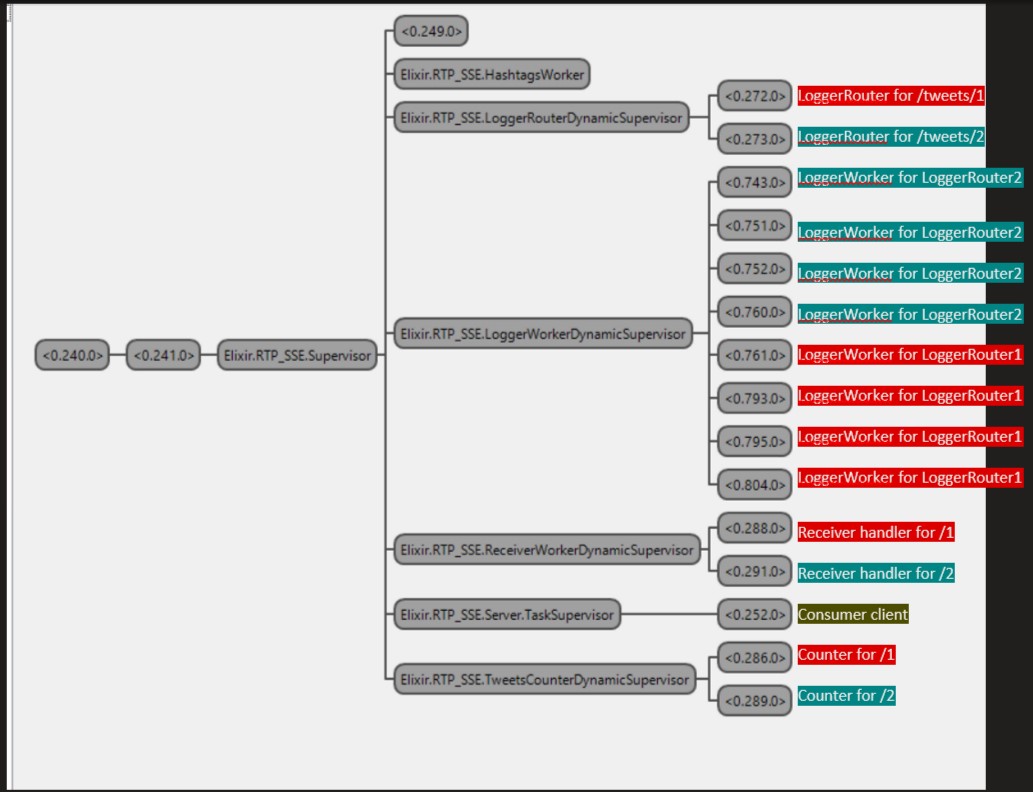 <0.249.0>
Elixir.RTP_SSE.HashtagsWorker
Elixir.RTP_SSE.LoggerRouterDynamicSupervisor
<0.272.0> LoggerRouter for /tweets/1
<0.273.0> LoggerRouter for /tweets/2
<0.743.0> LoggerWorker for LoggerRouter2
<0.751.0> LoggerWorker for LoggerRouter2
<0.752.0> LoggerWorker for LoggerRouter2
<0.760.0> LoggerWorker for LoggerRouter2
Elixir.RTP_SSE.LoggerWorkerDynamicSupervisor
<0.240.0> <0.241.0> Elixir.RTP_SSE.Supervisor
<0.761.0> LoggerWorker for LoggerRouter1
<0.793.0> LoggerWorker for LoggerRouter1
<0.795.0> LoggerWorker for LoggerRouter1
<0.804.0> LoggerWorker for LoggerRouter1
Elixir.RTP_SSE.ReceiverWorkerDynamicSupervisor
<0.288.0> Receiver handler for /1
<0.291.0> Receiver handler for /2
Elixir.RTP_SSE.Server.TaskSupervisor
<0.252.0> Consumer client
Elixir.RTP_SSE.TweetsCounterDynamicSupervisor
<0.286.0> Counter for /1
<0.289.0> Counter for /2